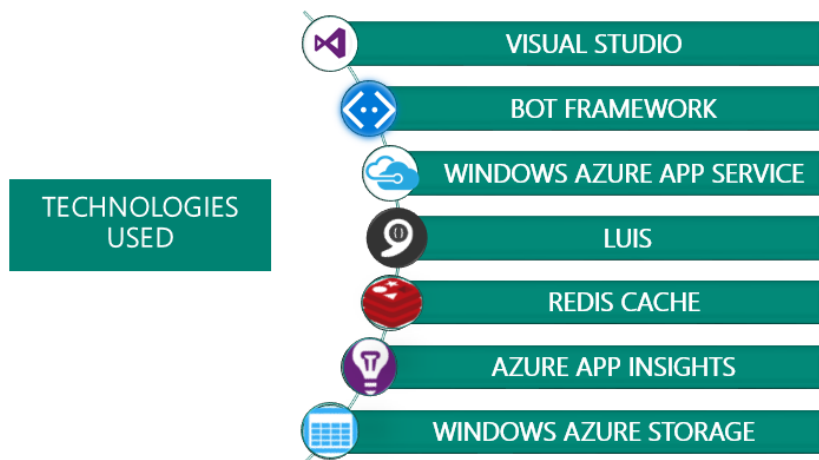 TECHNOLOGIES
USED
VISUAL STUDIO
BOT FRAMEWORK
WINDOWS AZURE APP SERVICE
LUIS
REDIS CACHE
AZURE APP INSIGHTS
WINDOWS AZURE STORAGE